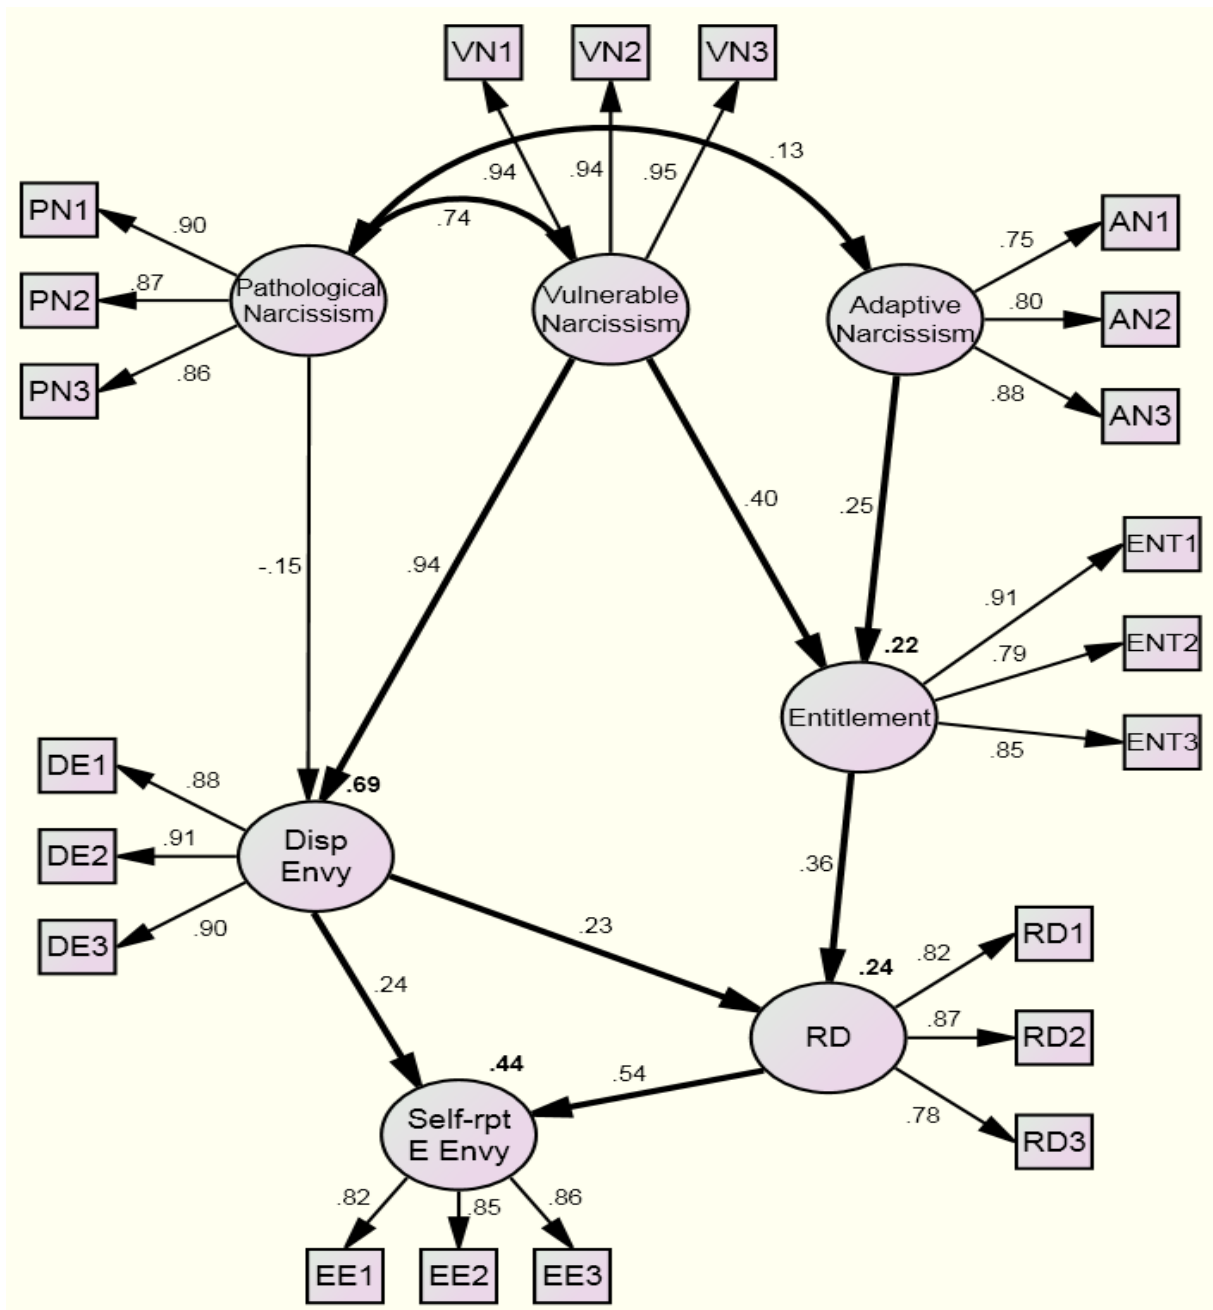 VN1
VN2
VN3
.13
.94
.94
.95
.74
PN1
.90
PN2
.87
PN3
.86
Pathological
Narcissism
Vulnerable
Narcissism
Adaptive
Narcissism
.75
AN1
.80
AN2
.88
AN3
-.15
.94
.40
.25
.22
Entitlement
.91
ENT1
.79
ENT2
.85
ENT3
DE1
.88
DE2
.91
DE3
.90
.69
Disp
Envy
.23
.36
.24
.24
RD
.82
RD1
.87
RD2
.78
RD3
.44
.54
Self-rpt
E Envy
.82
.85
.86
EE1
EE2
EE3